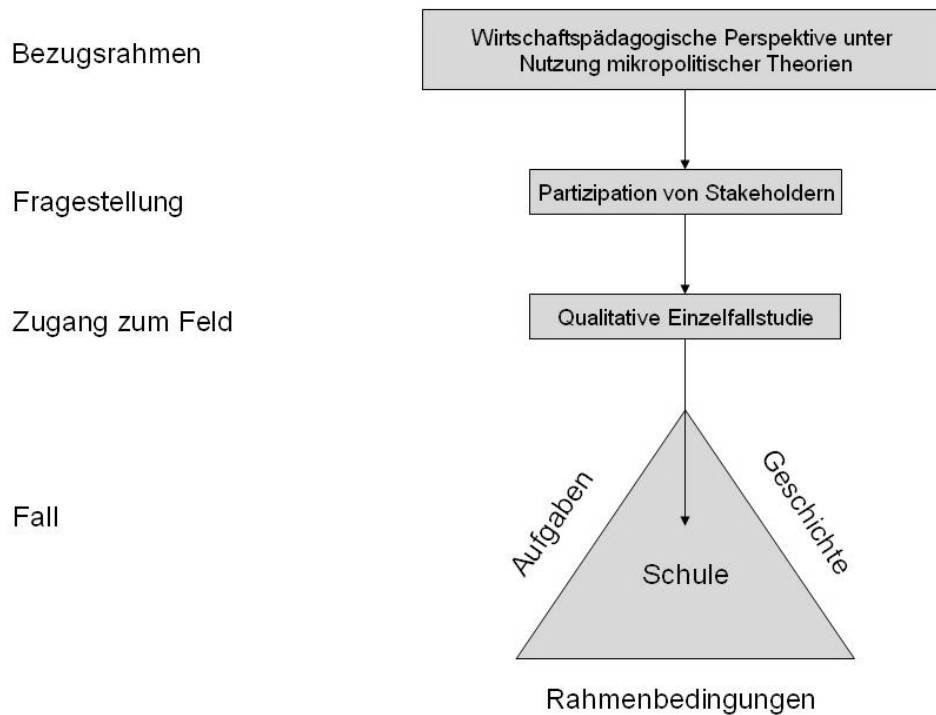 Bezugsrahmen
Wirtschaftspädagogische Perspektive unter
Nutzung mikropolitischer Theorien
Fragestellung
Partizipation von Stakeholdern
Zugang zum Feld
Qualitative Einzelfallstudie
Fall
Aufgaben
Geschichte
Schule
Rahmenbedingungen